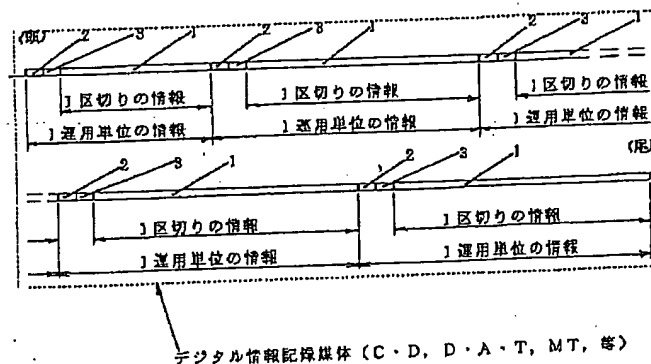 (頭)
2 3 1 2 3 1 2 3 1
1区切りの情報 1区切りの情報 1区切りの情報
1運用単位の情報 1運用単位の情報 1運用単位の情報
(尾
2 3 1 2 3 1
1区切りの情報 1区切りの情報
1運用単位の情報 1運用単位の情報
デジタル情報記録媒体(C・D, D・A・T, MT, 等)